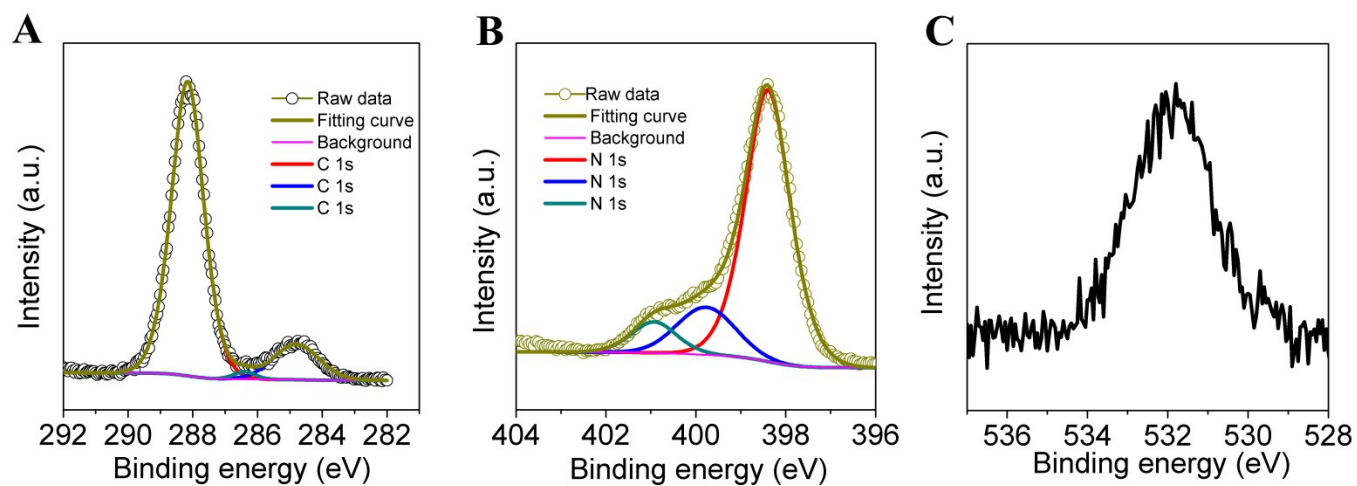 A
Intensity (a.u.)
Raw data
Fitting curve
Background
C 1s
C 1s
C 1s
292 290 288 286 284 282
Binding energy (eV)
B
Intensity (a.u.)
Raw data
Fitting curve
Background
N 1s
N 1s
N 1s
404 402 400 398 396
Binding energy (eV)
C
Intensity (a.u.)
536 534 532 530 528
Binding energy (eV)